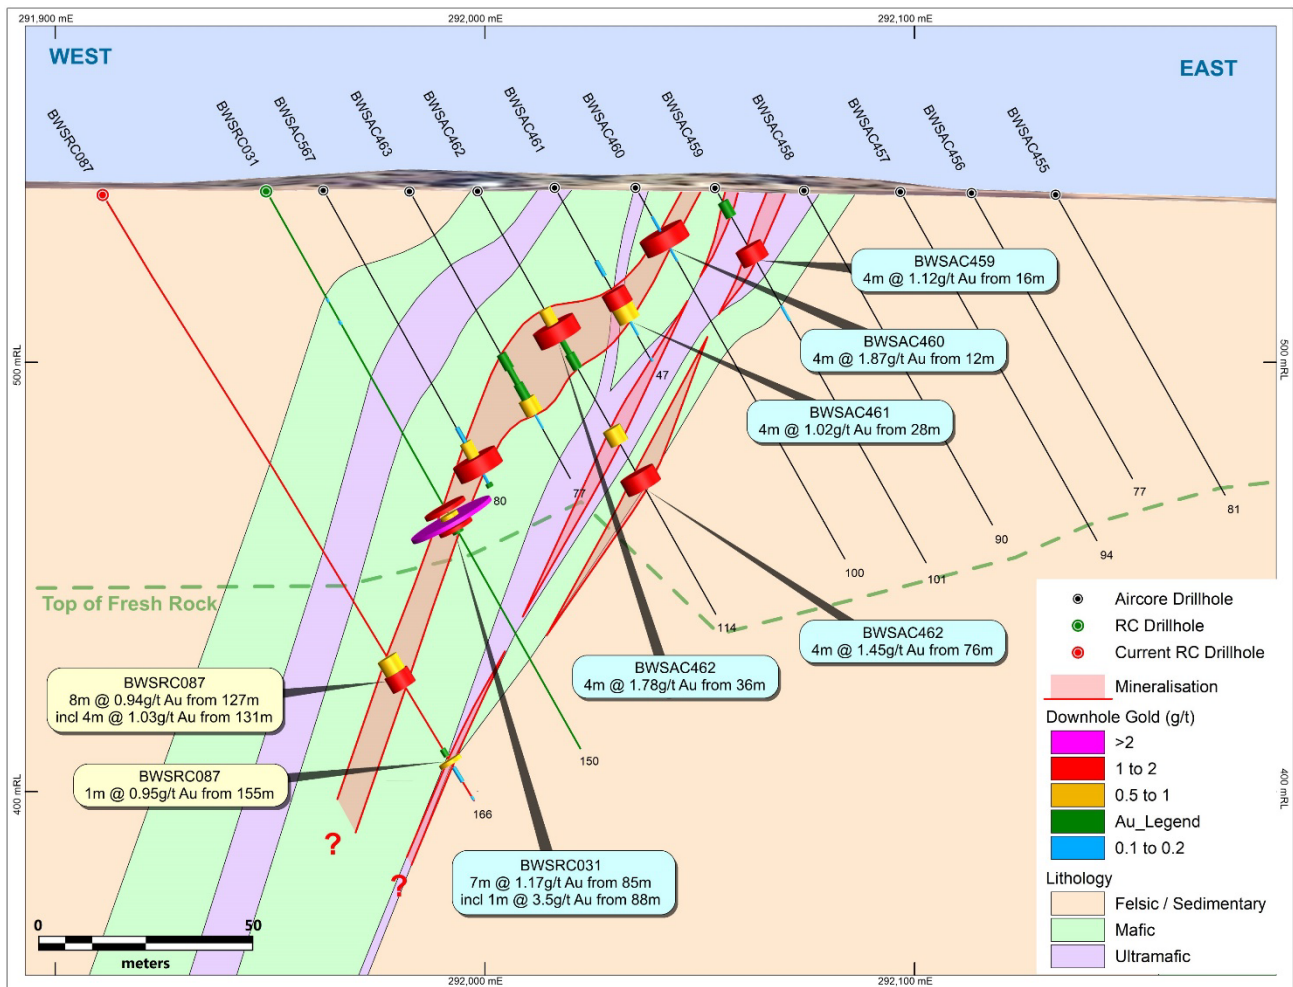 291,900 mE
292,000 mE
292,100 mE
WEST
EAST
BWSRC087
BWSRC031
BWSAC567
BWSAC463
BWSAC462
BWSAC461
BWSAC460
BWSAC459
BWSAC458
BWSAC457
BWSAC456
BWSAC455
500 mRL
500 mRL
BWSAC459
4m @ 1.12g/t Au from 16m
BWSAC460
4m @ 1.87g/t Au from 12m
BWSAC461
4m @ 1.02g/t Au from 28m
47
77
80
77
81
90
94
100
101
114
Top of Fresh Rock
BWSAC462
4m @ 1.45g/t Au from 76m
BWSAC462
4m @ 1.78g/t Au from 36m
BWSRC087
8m @ 0.94g/t Au from 127m
incl 4m @ 1.03g/t Au from 131m
BWSRC087
1m @ 0.95g/t Au from 155m
150
166
400 mRL
400 mRL
?
?
BWSRC031
7m @ 1.17g/t Au from 85m
incl 1m @ 3.5g/t Au from 88m
0
50
meters
Aircore Drillhole
RC Drillhole
Current RC Drillhole
Mineralisation
Downhole Gold (g/t)
>2
1 to 2
0.5 to 1
Au_Legend
0.1 to 0.2
Lithology
Felsic / Sedimentary
Mafic
Ultramafic
291,900 mE
292,000 mE
292,100 mE